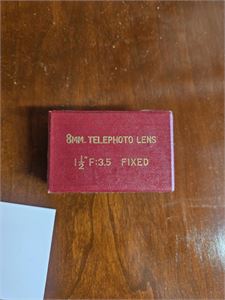 8MM. TELEPHOTO LENS
1½" F:3.5 FIXED